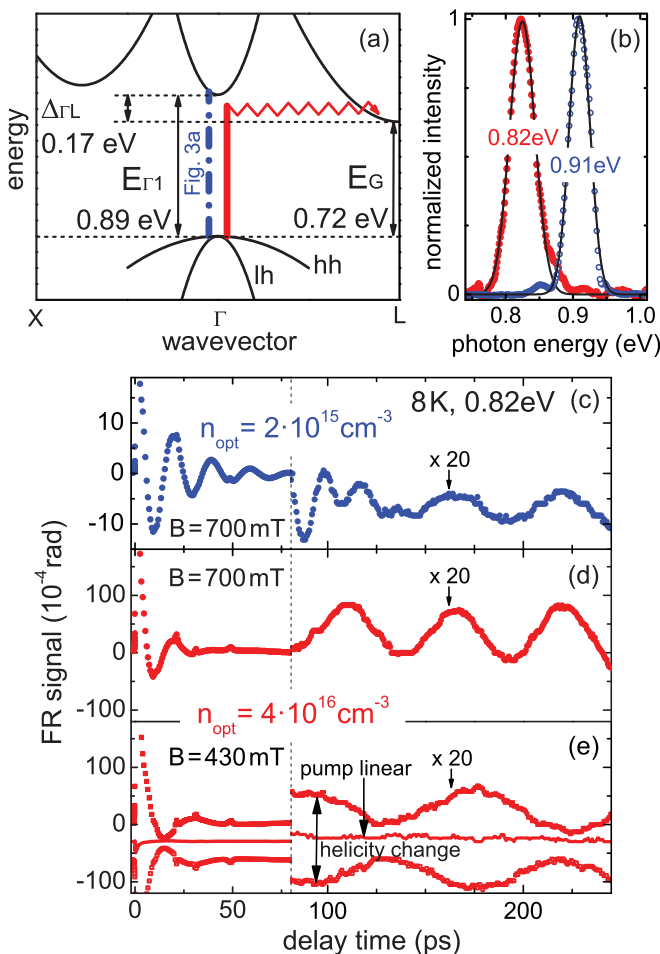 (a)
energy
ΔΓL
0.17 eV
EΓ1
0.89 eV
Fig. 3a
EG
0.72 eV
lh
hh
X
Γ
L
wavevector
(b)
normalized intensity
1
0
0.82eV
0.91eV
0.8
0.9
1.0
photon energy (eV)
(c)
8K, 0.82eV
nopt = 2·10^15 cm^-3
10
0
-10
x 20
B = 700 mT
(d)
B = 700 mT
x 20
100
0
-100
nopt = 4·10^16 cm^-3
(e)
B = 430 mT
x 20
pump linear
helicity change
100
0
-100
FR signal (10^-4 rad)
0
50
100
200
delay time (ps)